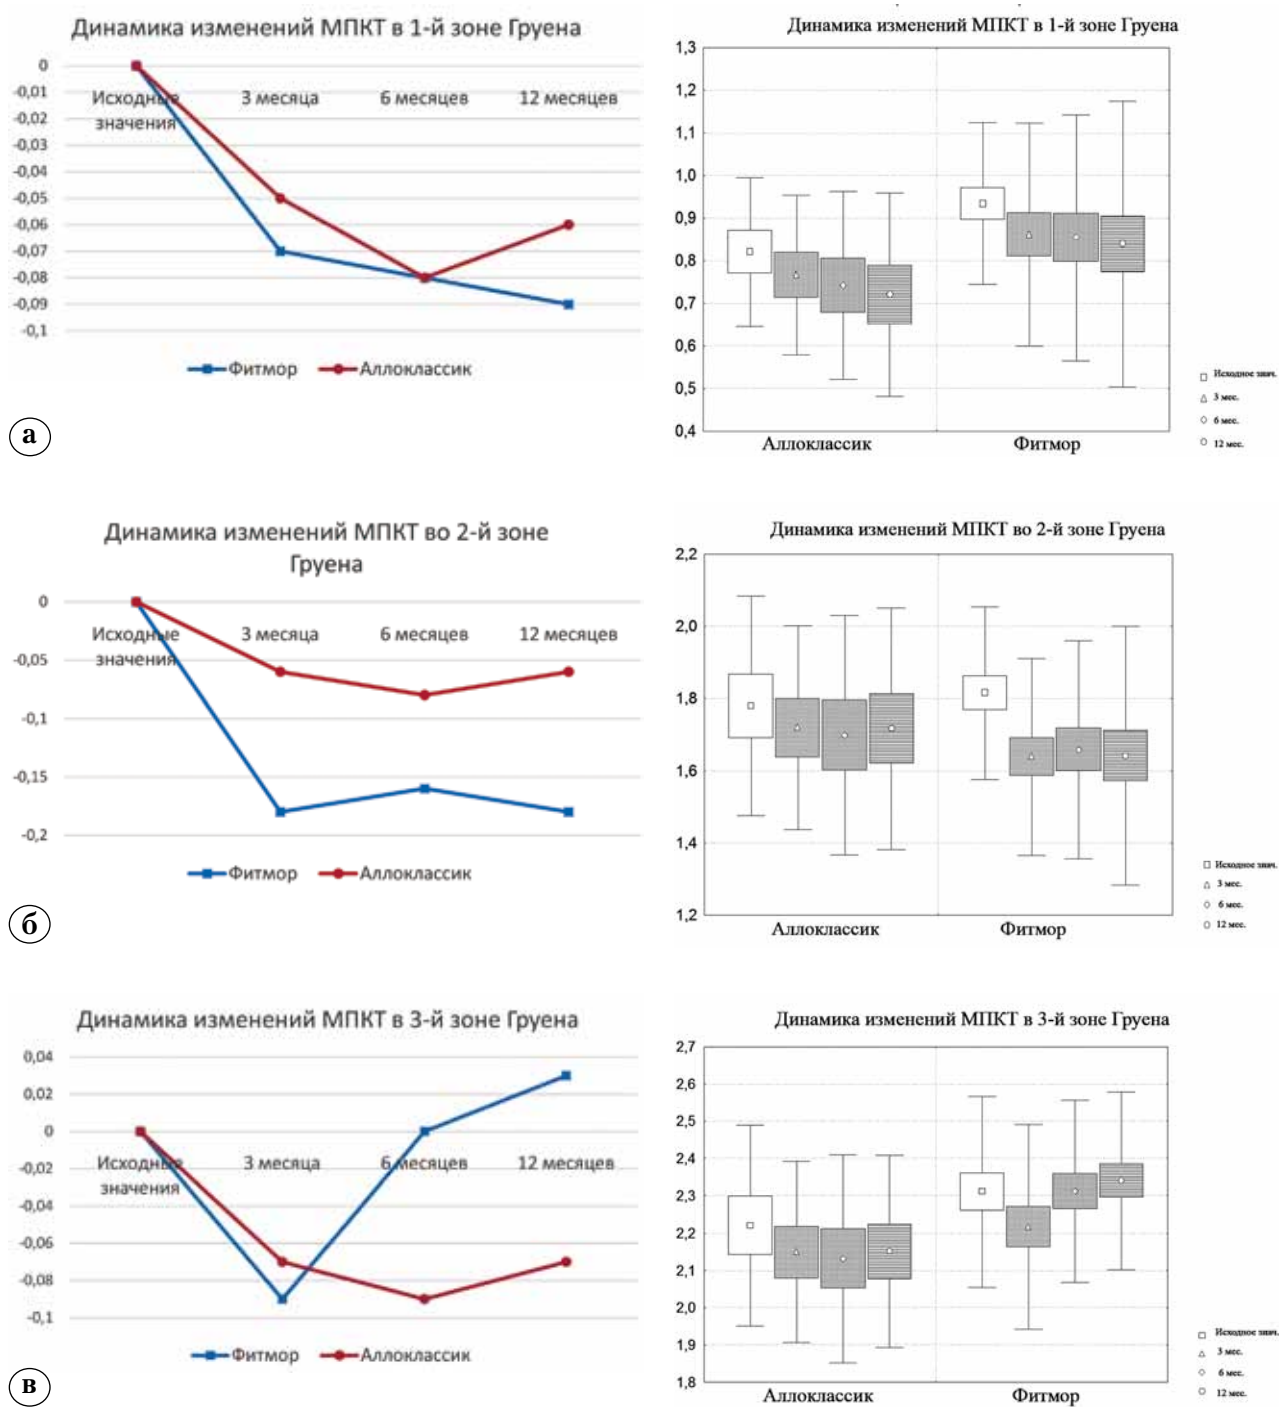 Динамика изменений МПКТ в 1-й зоне Груена
0
-0,01
-0,02
-0,03
-0,04
-0,05
-0,06
-0,07
-0,08
-0,09
-0,1
Исходные значения
3 месяца
6 месяцев
12 месяцев
Фитмор
Аллоклассик
Динамика изменений МПКТ в 1-й зоне Груена
1,3
1,2
1,1
1,0
0,9
0,8
0,7
0,6
0,5
0,4
Аллоклассик
Фитмор
Исходное знач.
3 мес.
6 мес.
12 мес.
а
Динамика изменений МПКТ во 2-й зоне
Груена
0
-0,05
-0,1
-0,15
-0,2
Исходные
значения
3 месяца
6 месяцев
12 месяцев
Фитмор
Аллоклассик
Динамика изменений МПКТ во 2-й зоне Груена
2,2
2,0
1,8
1,6
1,4
1,2
Аллоклассик
Фитмор
Исходное знач.
3 мес.
6 мес.
12 мес.
б
Динамика изменений МПКТ в 3-й зоне Груена
0,04
0,02
0
-0,02
-0,04
-0,06
-0,08
-0,1
Исходные
значения
3 месяца
6 месяцев
12 месяцев
Фитмор
Аллоклассик
Динамика изменений МПКТ в 3-й зоне Груена
2,7
2,6
2,5
2,4
2,3
2,2
2,1
2,0
1,9
1,8
Аллоклассик
Фитмор
Исходное знач.
3 мес.
6 мес.
12 мес.
в